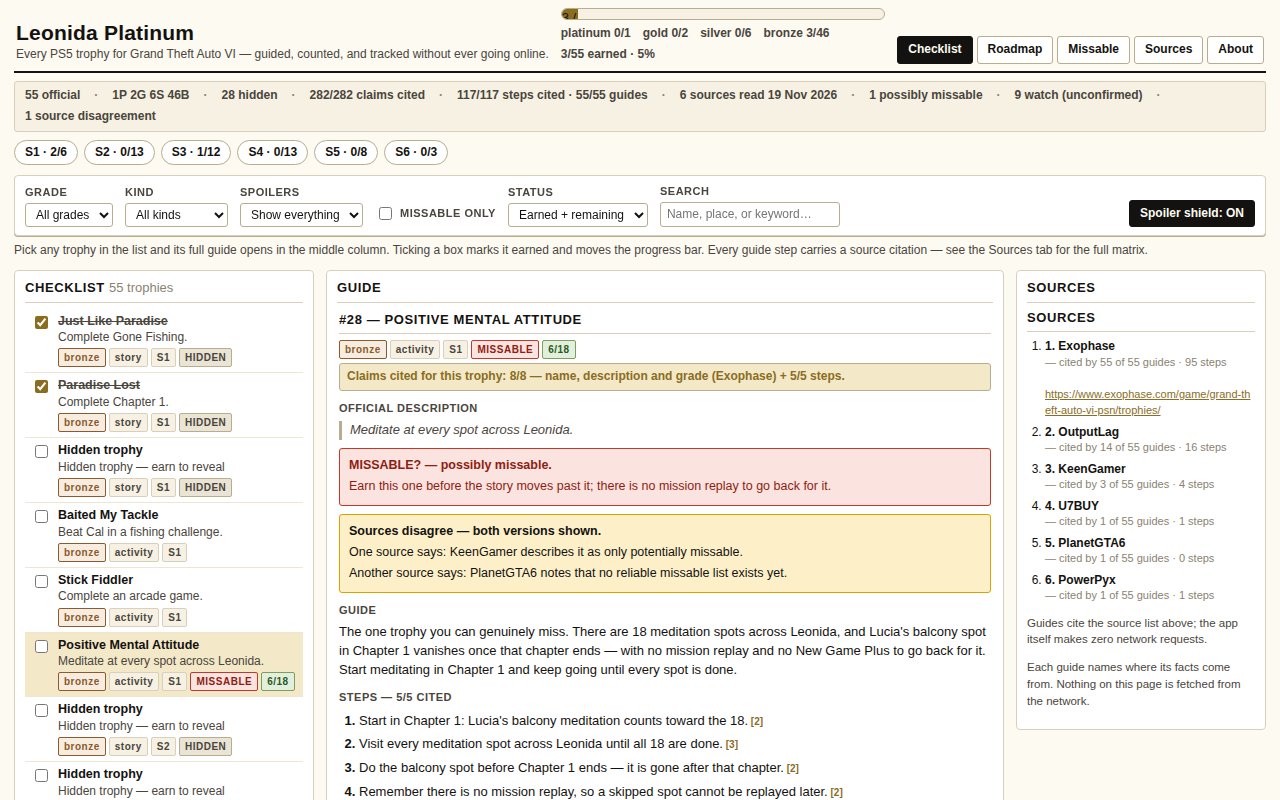 Leonida Platinum
Every PS5 trophy for Grand Theft Auto VI — guided, counted, and tracked without ever going online.
platinum 0/1 gold 0/2 silver 0/6 bronze 3/46
3/55 earned · 5%
Checklist Roadmap Missable Sources About
55 official · 1P 2G 6S 46B · 28 hidden · 282/282 claims cited · 117/117 steps cited · 55/55 guides · 6 sources read 19 Nov 2026 · 1 possibly missable · 9 watch (unconfirmed) ·
1 source disagreement
S1 · 2/6 S2 · 0/13 S3 · 1/12 S4 · 0/13 S5 · 0/8 S6 · 0/3
GRADE KIND SPOILERS STATUS SEARCH
All grades All kinds Show everything MISSABLE ONLY Earned + remaining Name, place, or keyword… Spoiler shield: ON
Pick any trophy in the list and its full guide opens in the middle column. Ticking a box marks it earned and moves the progress bar. Every guide step carries a source citation — see the Sources tab for the full matrix.
CHECKLIST 55 trophies
Just Like Paradise
Complete Gone Fishing.
bronze story S1 HIDDEN
Paradise Lost
Complete Chapter 1.
bronze story S1 HIDDEN
Hidden trophy
Hidden trophy — earn to reveal
bronze story S1 HIDDEN
Baited My Tackle
Beat Cal in a fishing challenge.
bronze activity S1
Stick Fiddler
Complete an arcade game.
bronze activity S1
Positive Mental Attitude
Meditate at every spot across Leonida.
bronze activity S1 MISSABLE 6/18
Hidden trophy
Hidden trophy — earn to reveal
bronze story S2 HIDDEN
Hidden trophy
Hidden trophy — earn to reveal
GUIDE
#28 — POSITIVE MENTAL ATTITUDE
bronze activity S1 MISSABLE 6/18
Claims cited for this trophy: 8/8 — name, description and grade (Exophase) + 5/5 steps.
OFFICIAL DESCRIPTION
Meditate at every spot across Leonida.
MISSABLE? — possibly missable.
Earn this one before the story moves past it; there is no mission replay to go back for it.
Sources disagree — both versions shown.
One source says: KeenGamer describes it as only potentially missable.
Another source says: PlanetGTA6 notes that no reliable missable list exists yet.
GUIDE
The one trophy you can genuinely miss. There are 18 meditation spots across Leonida, and Lucia's balcony spot
in Chapter 1 vanishes once that chapter ends — with no mission replay and no New Game Plus to go back for it.
Start meditating in Chapter 1 and keep going until every spot is done.
STEPS — 5/5 CITED
1. Start in Chapter 1: Lucia's balcony meditation counts toward the 18. [2]
2. Visit every meditation spot across Leonida until all 18 are done. [3]
3. Do the balcony spot before Chapter 1 ends — it is gone after that chapter. [2]
4. Remember there is no mission replay, so a skipped spot cannot be replayed later. [2]
SOURCES
SOURCES
1. 1. Exophase
— cited by 55 of 55 guides · 95 steps
https://www.exophase.com/game/grand-th
eft-auto-vi-psn/trophies/
2. 2. OutputLag
— cited by 14 of 55 guides · 16 steps
3. 3. KeenGamer
— cited by 3 of 55 guides · 4 steps
4. 4. U7BUY
— cited by 1 of 55 guides · 1 steps
5. 5. PlanetGTA6
— cited by 1 of 55 guides · 0 steps
6. 6. PowerPyx
— cited by 1 of 55 guides · 1 steps
Guides cite the source list above; the app
itself makes zero network requests.
Each guide names where its facts come
from. Nothing on this page is fetched from
the network.